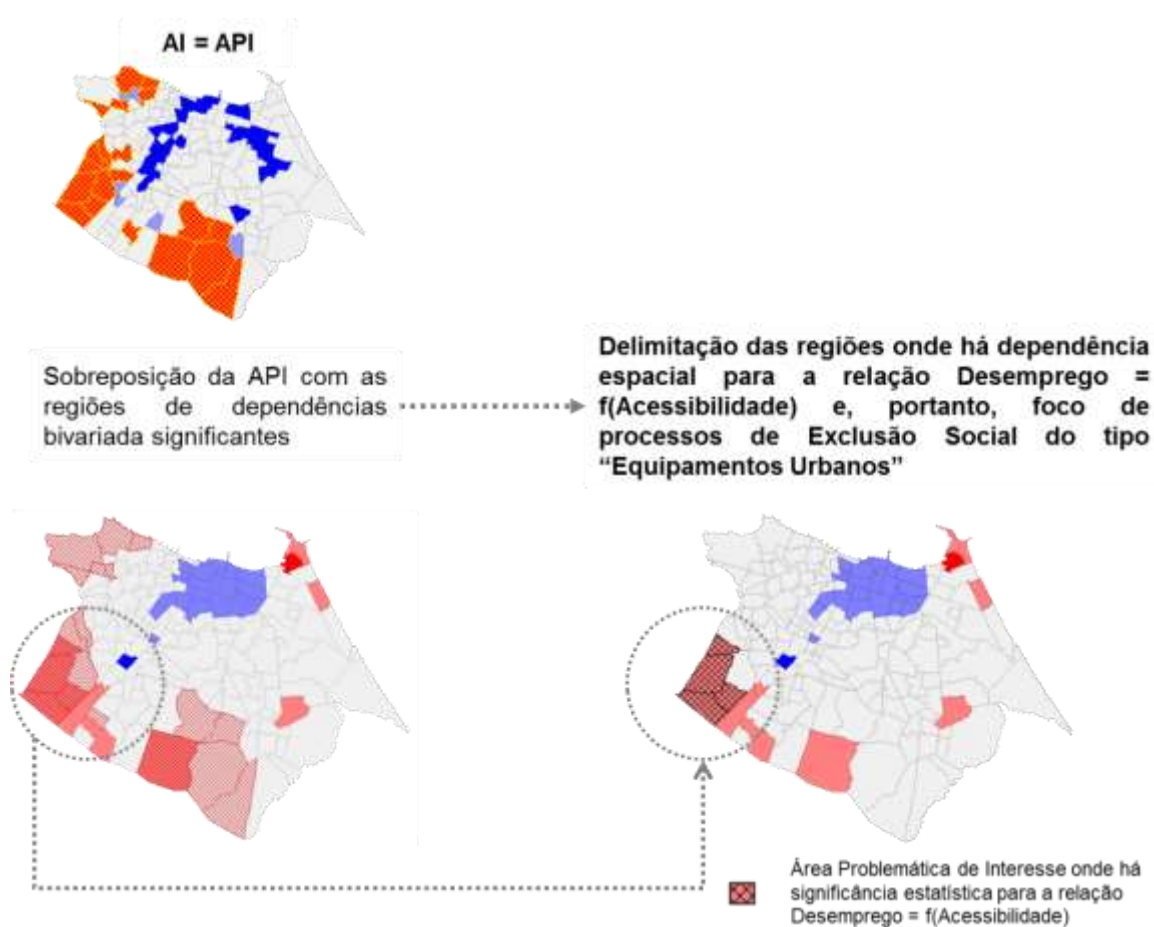 AI = API
Sobreposição da API com as
regiões de dependências
bivariada significantes
Delimitação das regiões onde há dependência
espacial para a relação Desemprego =
f(Acessibilidade) e, portanto, foco de
processos de Exclusão Social do tipo
“Equipamentos Urbanos”
Área Problemática de Interesse onde há
significância estatística para a relação
Desemprego = f(Acessibilidade)